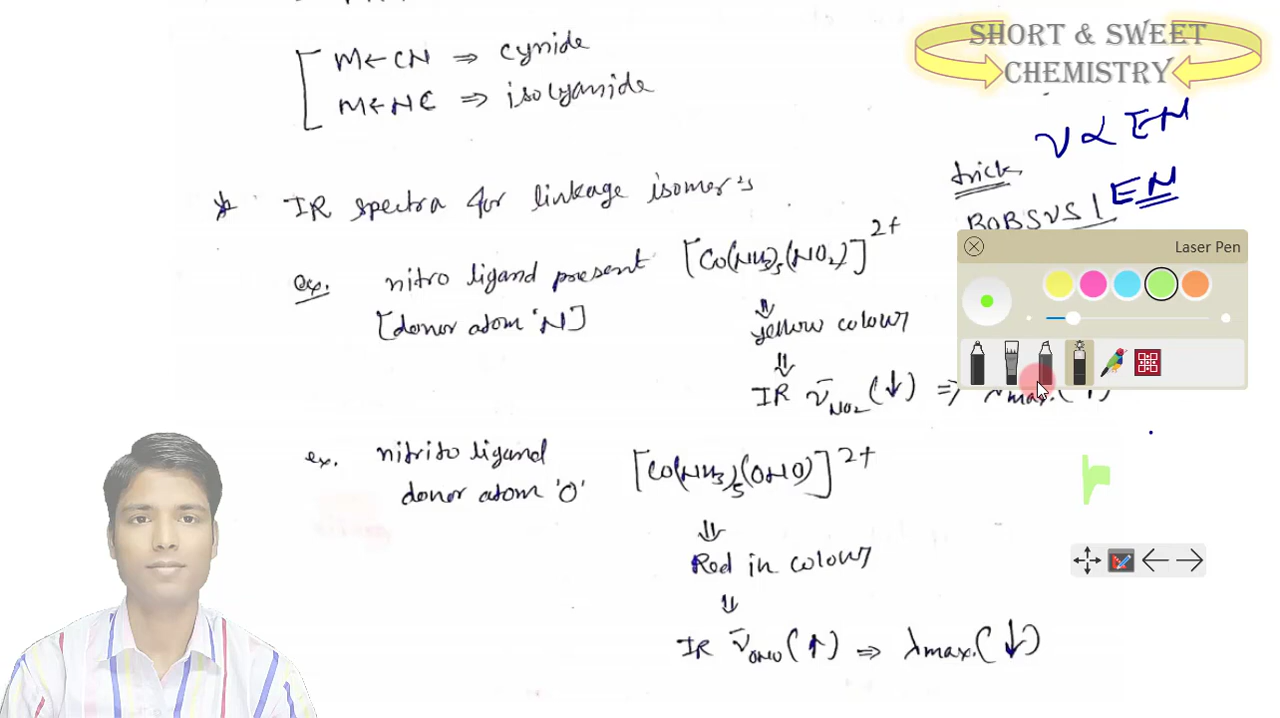 SHORT & SWEET
CHEMISTRY
M← CN ⇒ cynide
M←NC ⇒ isocyanide
ν ∝ EN
* IR spectra for linkage isomer's
trick
EN
BOBSVS |
ex. nitro ligand present [Co(NH3)5(NO2)]2+
[donor atom 'N]
⇓
yellow colour
⇓
IR ν̄NO2 (↓) ⇒ λmax.(↑)
Laser Pen
ex. nitrito ligand [Co(NH3)5(ONO)]2+
donor atom 'O'
⇓
Red in colour
⇓
IR ν̄ONO (↑) ⇒ λmax.(↓)